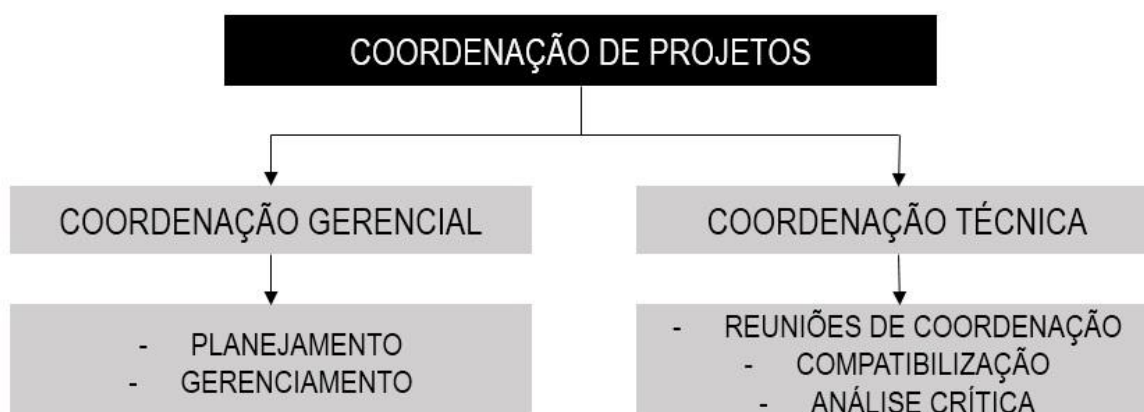 COORDENAÇÃO DE PROJETOS
COORDENAÇÃO GERENCIAL
COORDENAÇÃO TÉCNICA
- PLANEJAMENTO
- GERENCIAMENTO
- REUNIÕES DE COORDENAÇÃO
- COMPATIBILIZAÇÃO
- ANÁLISE CRÍTICA